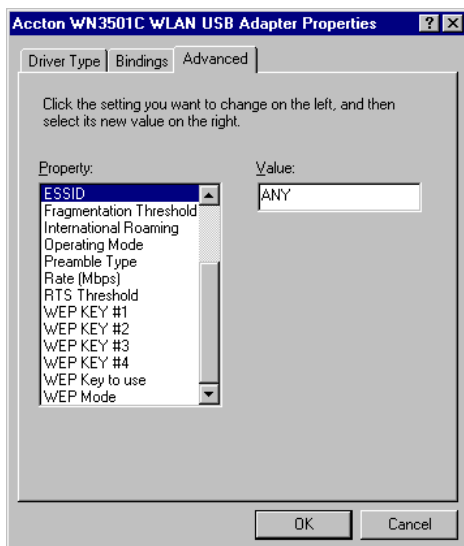 Accton WN3501C WLAN USB Adapter Properties
Driver Type Bindings Advanced
Click the setting you want to change on the left, and then
select its new value on the right.
Property: Value:
ESSID ANY
Fragmentation Threshold
International Roaming
Operating Mode
Preamble Type
Rate (Mbps)
RTS Threshold
WEP KEY #1
WEP KEY #2
WEP KEY #3
WEP KEY #4
WEP Key to use
WEP Mode
OK Cancel